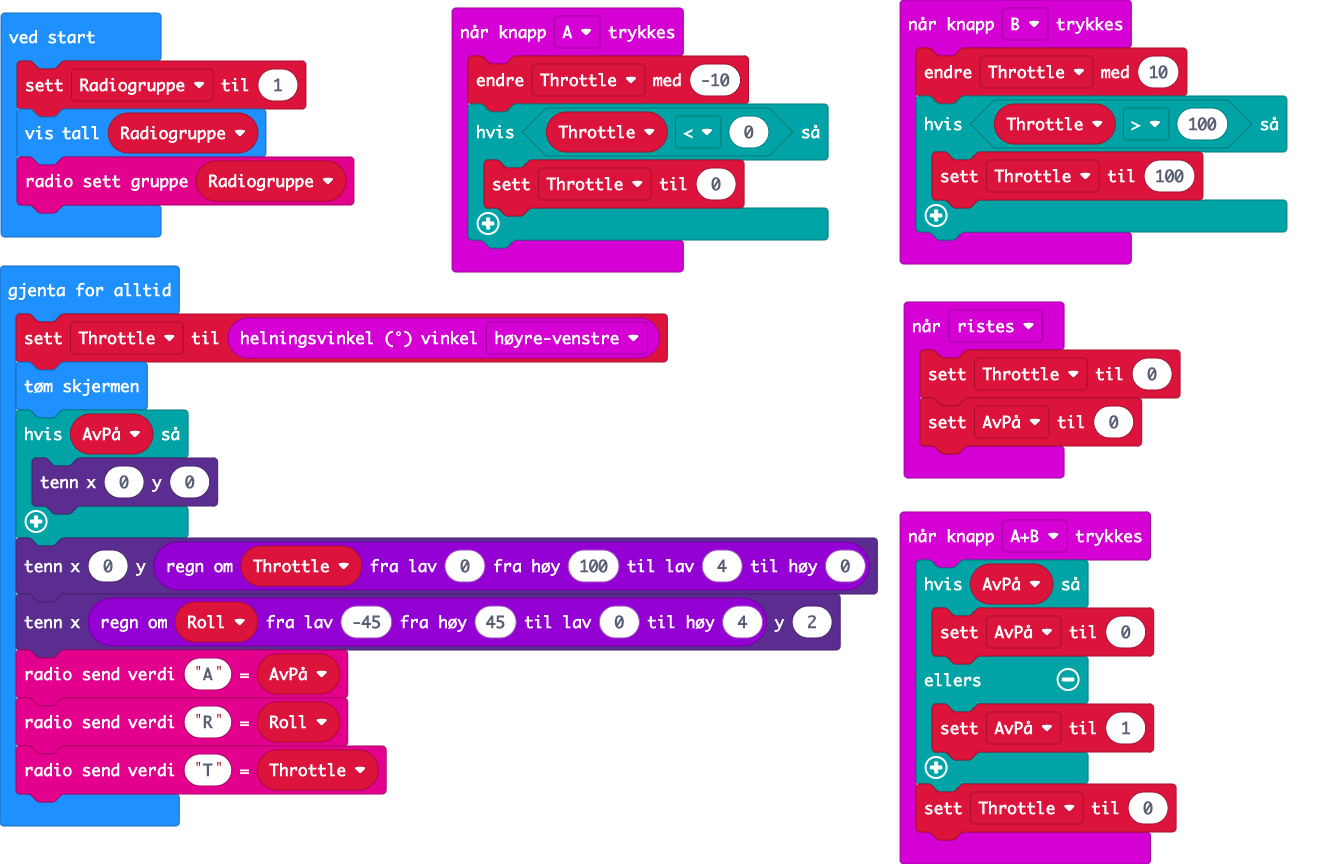 ved start
sett Radiogruppe til 1
vis tall Radiogruppe
radio sett gruppe Radiogruppe
når knapp A trykkes
endre Throttle med -10
hvis Throttle < 0 så
sett Throttle til 0
når knapp B trykkes
endre Throttle med 10
hvis Throttle > 100 så
sett Throttle til 100
gjenta for alltid
sett Throttle til helningsvinkel (°) vinkel høyre-venstre
tøm skjermen
hvis AvPå så
tenn x 0 y 0
tenn x 0 y regn om Throttle fra lav 0 fra høy 100 til lav 4 til høy 0
tenn x regn om Roll fra lav -45 fra høy 45 til lav 0 til høy 4 y 2
radio send verdi "A" = AvPå
radio send verdi "R" = Roll
radio send verdi "T" = Throttle
når ristes
sett Throttle til 0
sett AvPå til 0
når knapp A+B trykkes
hvis AvPå så
sett AvPå til 0
ellers
sett AvPå til 1
sett Throttle til 0